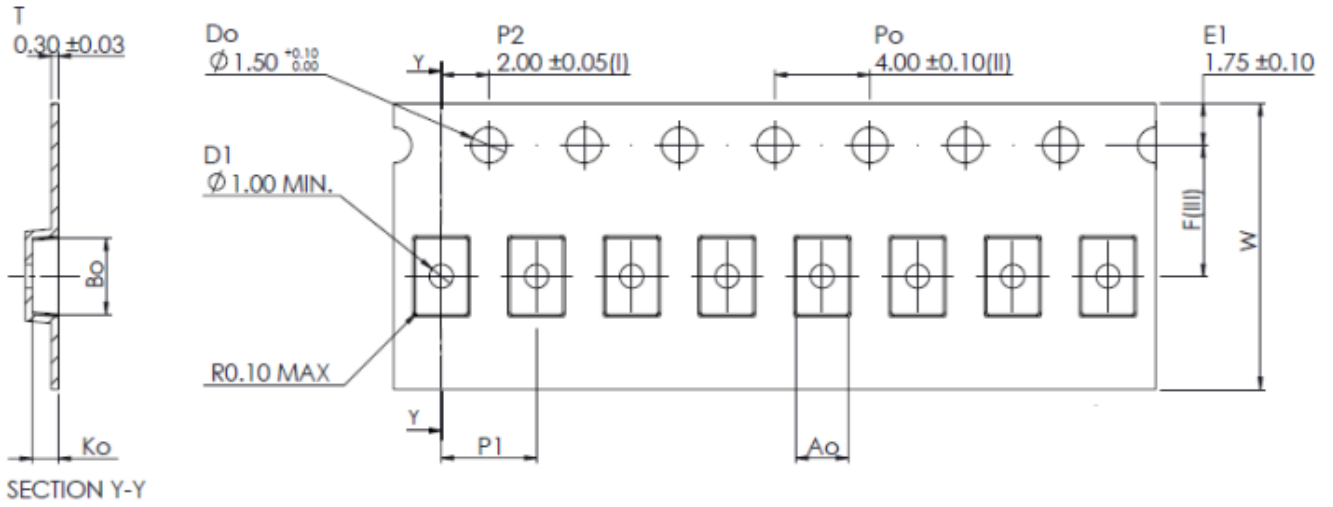 T
0.30 ±0.03
Do
Ø 1.50 +0.10 0.00
Y
P2
2.00 ±0.05(I)
Po
4.00 ±0.10(II)
E1
1.75 ±0.10
D1
Ø 1.00 MIN.
F(III)
W
Bo
R0.10 MAX
Y
Ko
P1
Ao
SECTION Y-Y